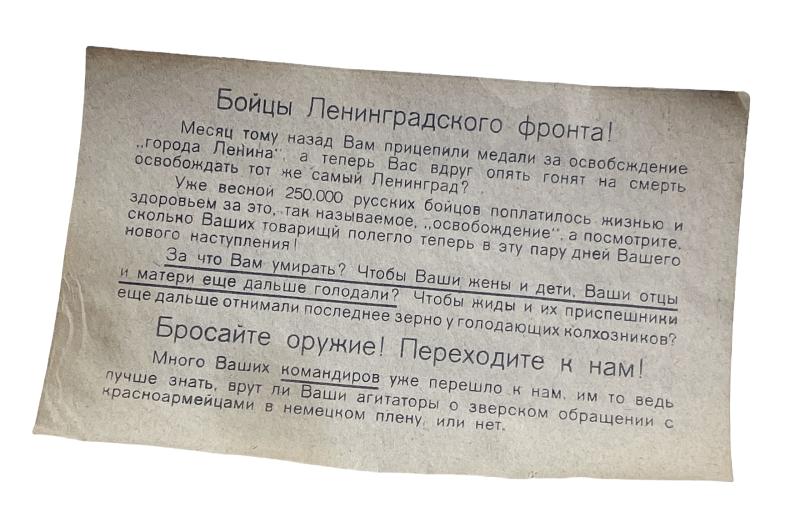 Бойцы Ленинградского фронта!
Месяц тому назад Вам прицепили медали за освобсждение
„города Ленина“, а теперь Вас вдруг опять гонят на смерть
освобождать тот же самый Ленинград?
Уже весной 250.000 русских бойцов поплатилось жизнью и
здоровьем за это, так называемое, „освобождение“, а посмотрите,
сколько Ваших товарищй полегло теперь в эту пару дней Вашего
нового наступления!
За что Вам умирать? Чтобы Ваши жены и дети, Ваши отцы
и матери еще дальше голодали? Чтобы жиды и их приспешники
еще дальше отнимали последнее зерно у голодающих колхозников?
Бросайте оружие! Переходите к нам!
Много Ваших командиров уже перешло к нам, им то ведь
лучше знать, врут ли Ваши агитаторы о зверском обращении с
красноармейцами в немецком плену, или нет.